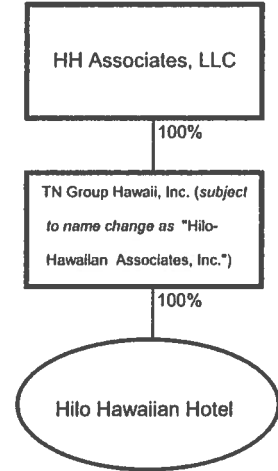 HH Associates, LLC
100%
TN Group Hawaii, Inc. (subject
to name change as "Hilo-
Hawaiian Associates, Inc.")
100%
Hilo Hawaiian Hotel